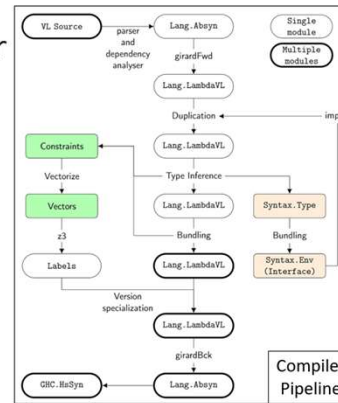 VL Source
parser
and
dependency
analyser
Lang.Absyn
Single
module
Multiple
modules
girardFwd
Lang.LambdaVL
Duplication
imp
Constraints
Lang.LambdaVL
Vectorize
Type Inference
Vectors
Lang.LambdaVL
Syntax.Type
z3
Bundling
Bundling
Labels
Lang.LambdaVL
Syntax.Env
(Interface)
Version
specialization
Lang.LambdaVL
girardBck
GHC.HsSyn
Lang.Absyn
Compile
Pipeline